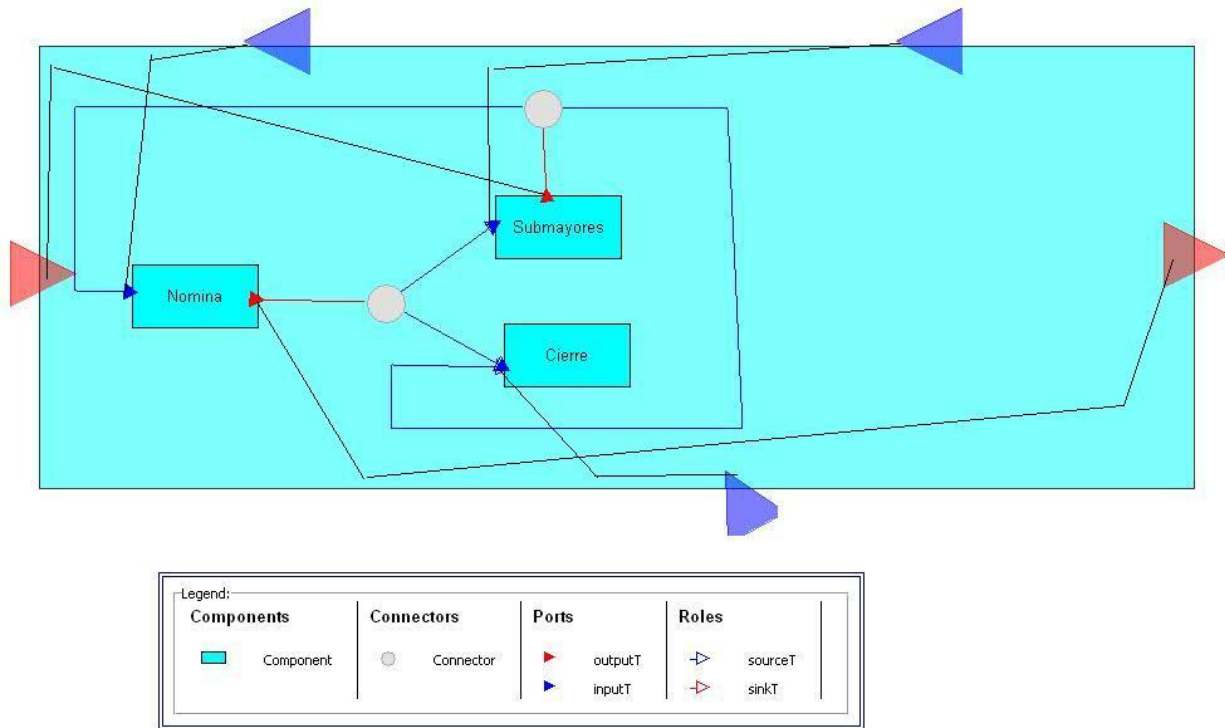 Submayores
Nomina
Cierre
Legend:
Components Connectors Ports Roles
Component Connector outputT sourceT
inputT sinkT